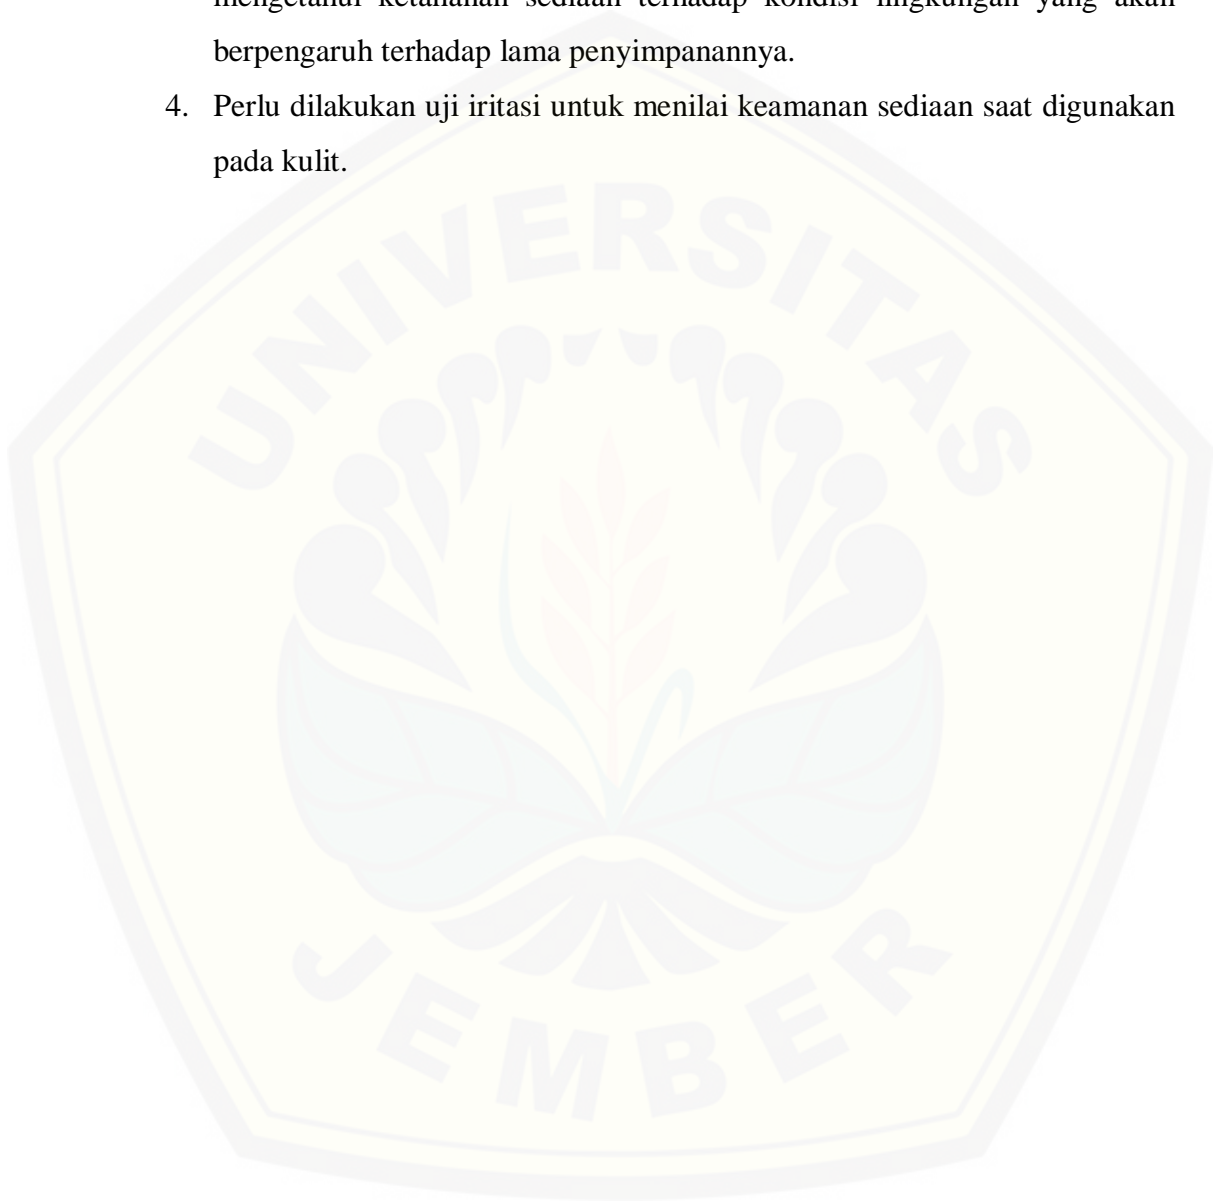 mengetahui ketahanan sediaan terhadap kondisi lingkungan yang akan
berpengaruh terhadap lama penyimpanannya.
4. Perlu dilakukan uji iritasi untuk menilai keamanan sediaan saat digunakan
pada kulit.
UNIVERSITAS
JEMBER